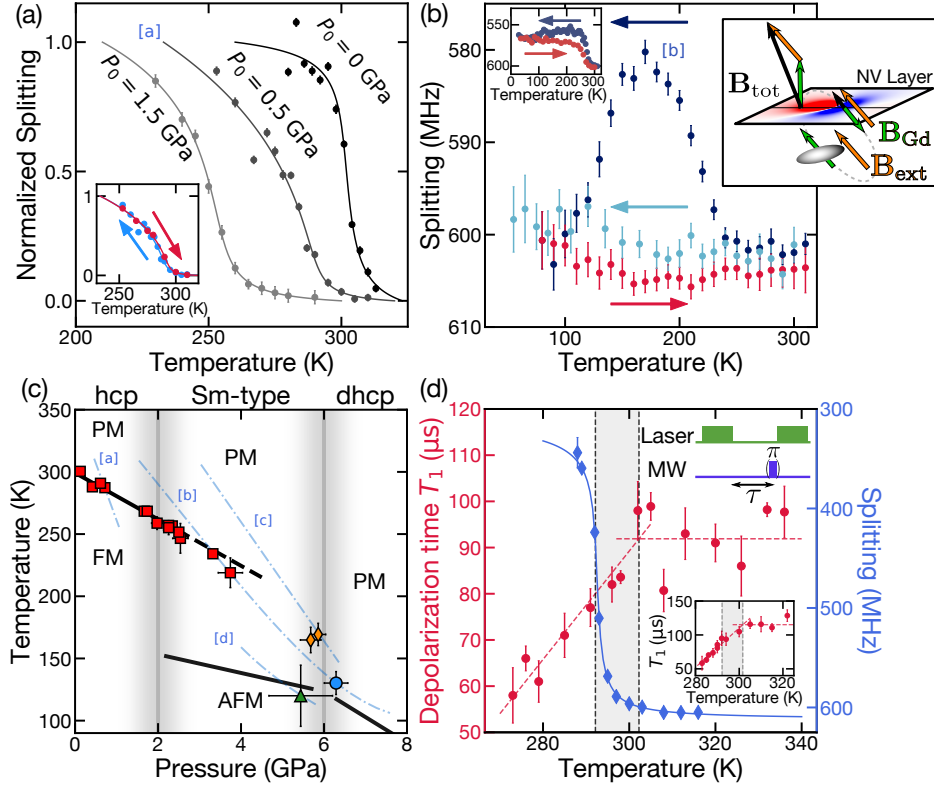 (a)
[a]
P₀ = 0 GPa
P₀ = 0.5 GPa
P₀ = 1.5 GPa
Normalized Splitting
1.0
0.5
0.0
200
250
300
Temperature (K)
1
0
250
300
Temperature (K)
(b)
[b]
Splitting (MHz)
580
590
600
610
100
200
300
Temperature (K)
550
600
0
100
200
300
Temperature (K)
NV Layer
B_tot
B_Gd
B_ext
(c)
hcp
Sm-type
dhcp
PM
PM
PM
FM
AFM
[a]
[b]
[c]
[d]
Temperature (K)
350
300
250
200
150
100
0
2
4
6
8
Pressure (GPa)
(d)
Depolarization time T₁ (µs)
120
110
100
90
80
70
60
50
280
300
320
340
Temperature (K)
Splitting (MHz)
300
400
500
600
Laser
MW
π
( )
τ
T₁ (µs)
150
100
50
280
300
320
Temperature (K)